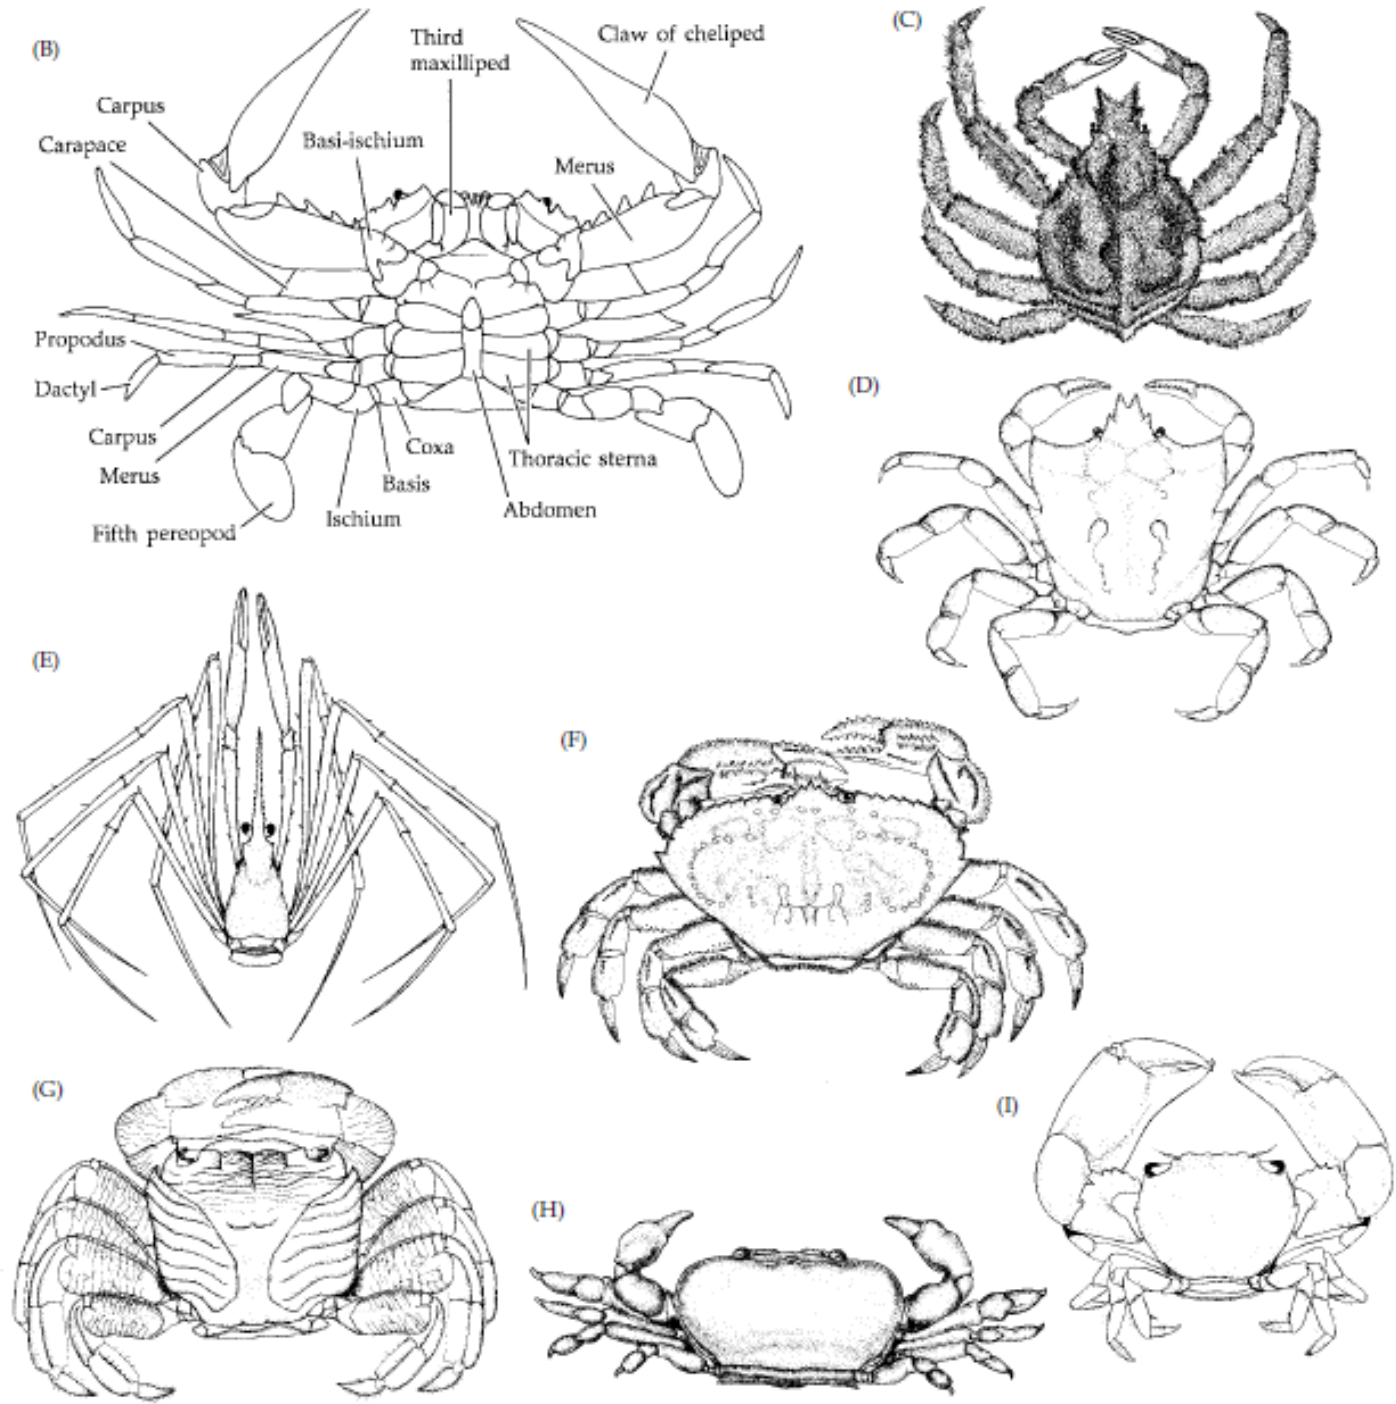 (B)
Third
maxilliped
Claw of cheliped
(C)
Carpus
Carapace
Basi-ischium
Merus
Propodus
Dactyl
Carpus
Merus
Fifth pereopod
Ischium
Basis
Coxa
Abdomen
Thoracic sterna
(D)
(E)
(F)
(G)
(H)
(I)